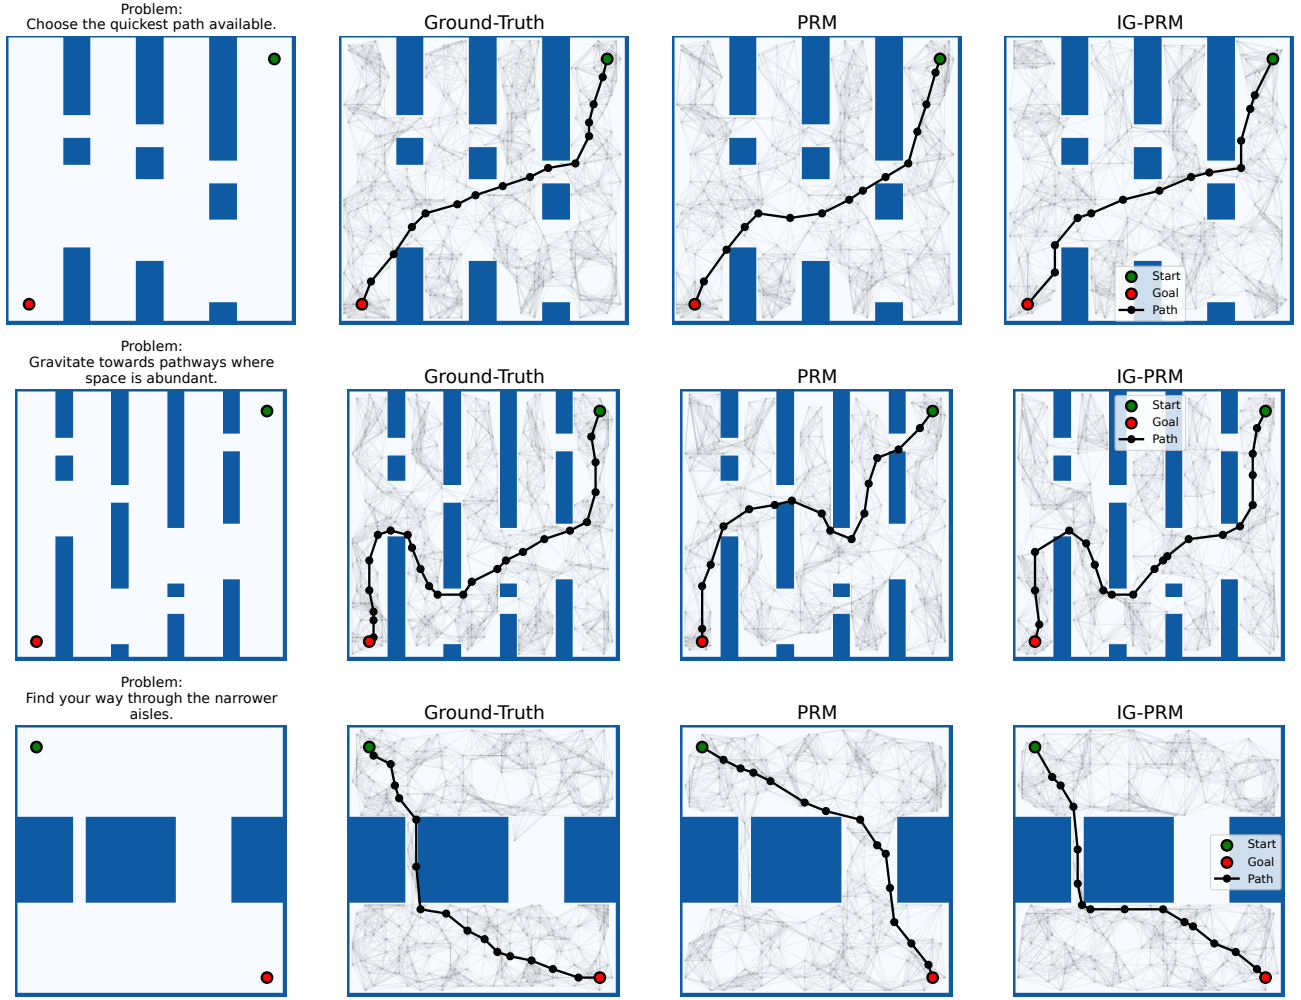 Problem:
Choose the quickest path available.
Ground-Truth
PRM
IG-PRM
Start
Goal
Path
Problem:
Gravitate towards pathways where
space is abundant.
Ground-Truth
PRM
IG-PRM
Start
Goal
Path
Problem:
Find your way through the narrower
aisles.
Ground-Truth
PRM
IG-PRM
Start
Goal
Path